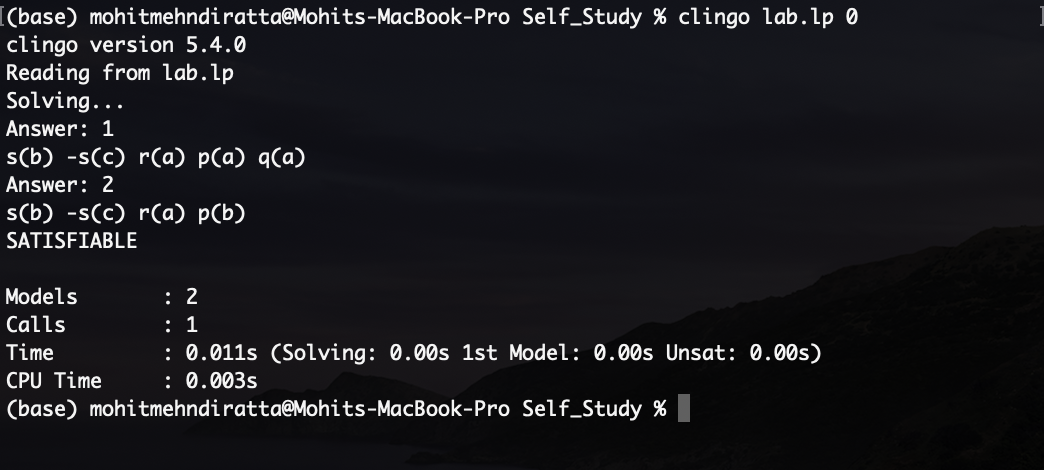 (base) mohitmehndiratta@Mohits-MacBook-Pro Self_Study % clingo lab.lp 0
clingo version 5.4.0
Reading from lab.lp
Solving...
Answer: 1
s(b) -s(c) r(a) p(a) q(a)
Answer: 2
s(b) -s(c) r(a) p(b)
SATISFIABLE

Models       : 2
Calls        : 1
Time         : 0.011s (Solving: 0.00s 1st Model: 0.00s Unsat: 0.00s)
CPU Time     : 0.003s
(base) mohitmehndiratta@Mohits-MacBook-Pro Self_Study %